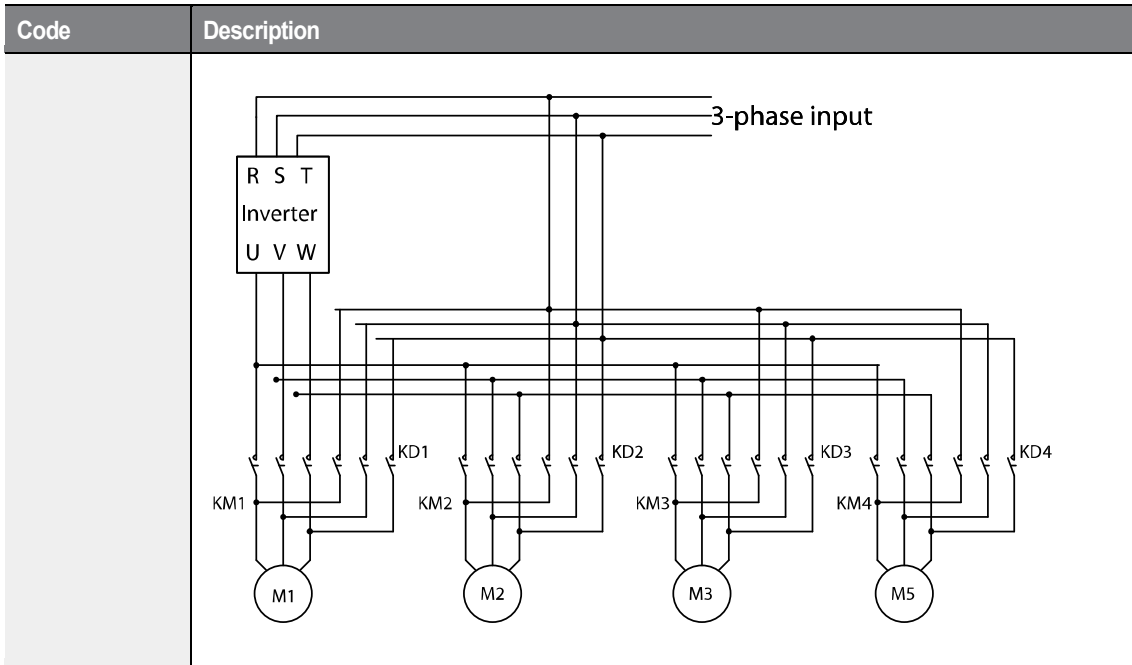 Code Description
3-phase input
R S T
Inverter
U V W
KD1 KD2 KD3 KD4
KM1 KM2 KM3 KM4
M1 M2 M3 M5